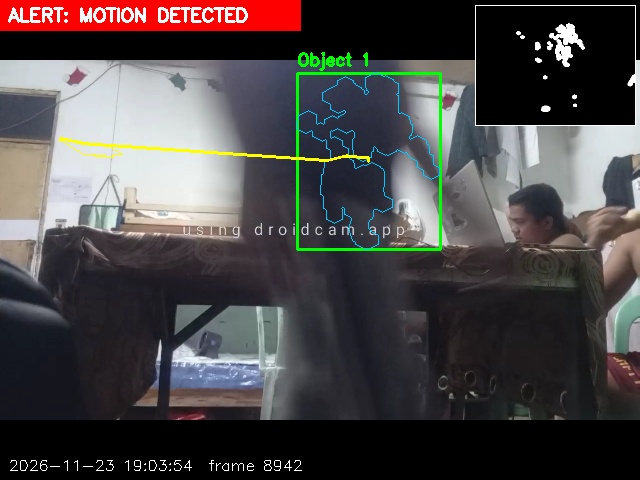 ALERT: MOTION DETECTED
Object 1
using droidcam.app
2026-11-23 19:03:54 frame 8942